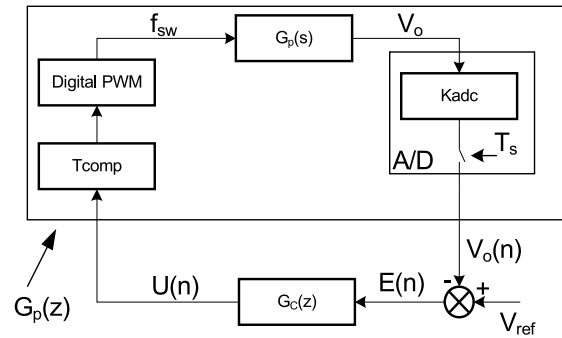 f_sw
G_p(s)
V_o
Digital PWM
Kadc
Tcomp
T_s
A/D
V_o(n)
G_p(z)
U(n)
G_C(z)
E(n)
-
+
V_ref